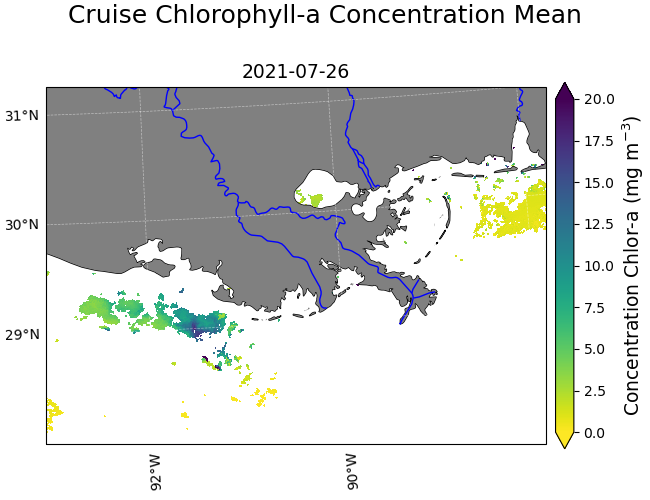 Cruise Chlorophyll-a Concentration Mean
2021-07-26
31°N
30°N
29°N
92°W
90°W
20.0
17.5
15.0
12.5
10.0
7.5
5.0
2.5
0.0
Concentration Chlor-a (mg m⁻³)